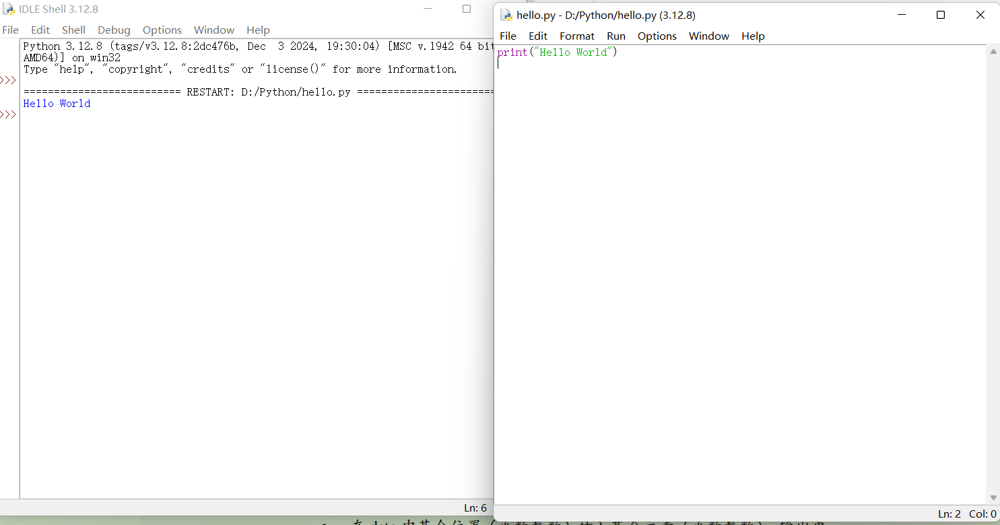 IDLE Shell 3.12.8
File Edit Shell Debug Options Window Help
Python 3.12.8 (tags/v3.12.8:2dc476b, Dec  3 2024, 19:30:04) [MSC v.1942 64 bit
AMD64)] on win32
Type "help", "copyright", "credits" or "license()" for more information.
>>>
========================== RESTART: D:/Python/hello.py =======================
Hello World
>>>
Ln: 6
hello.py - D:/Python/hello.py (3.12.8)
File Edit Format Run Options Window Help
print("Hello World")
Ln: 2 Col: 0